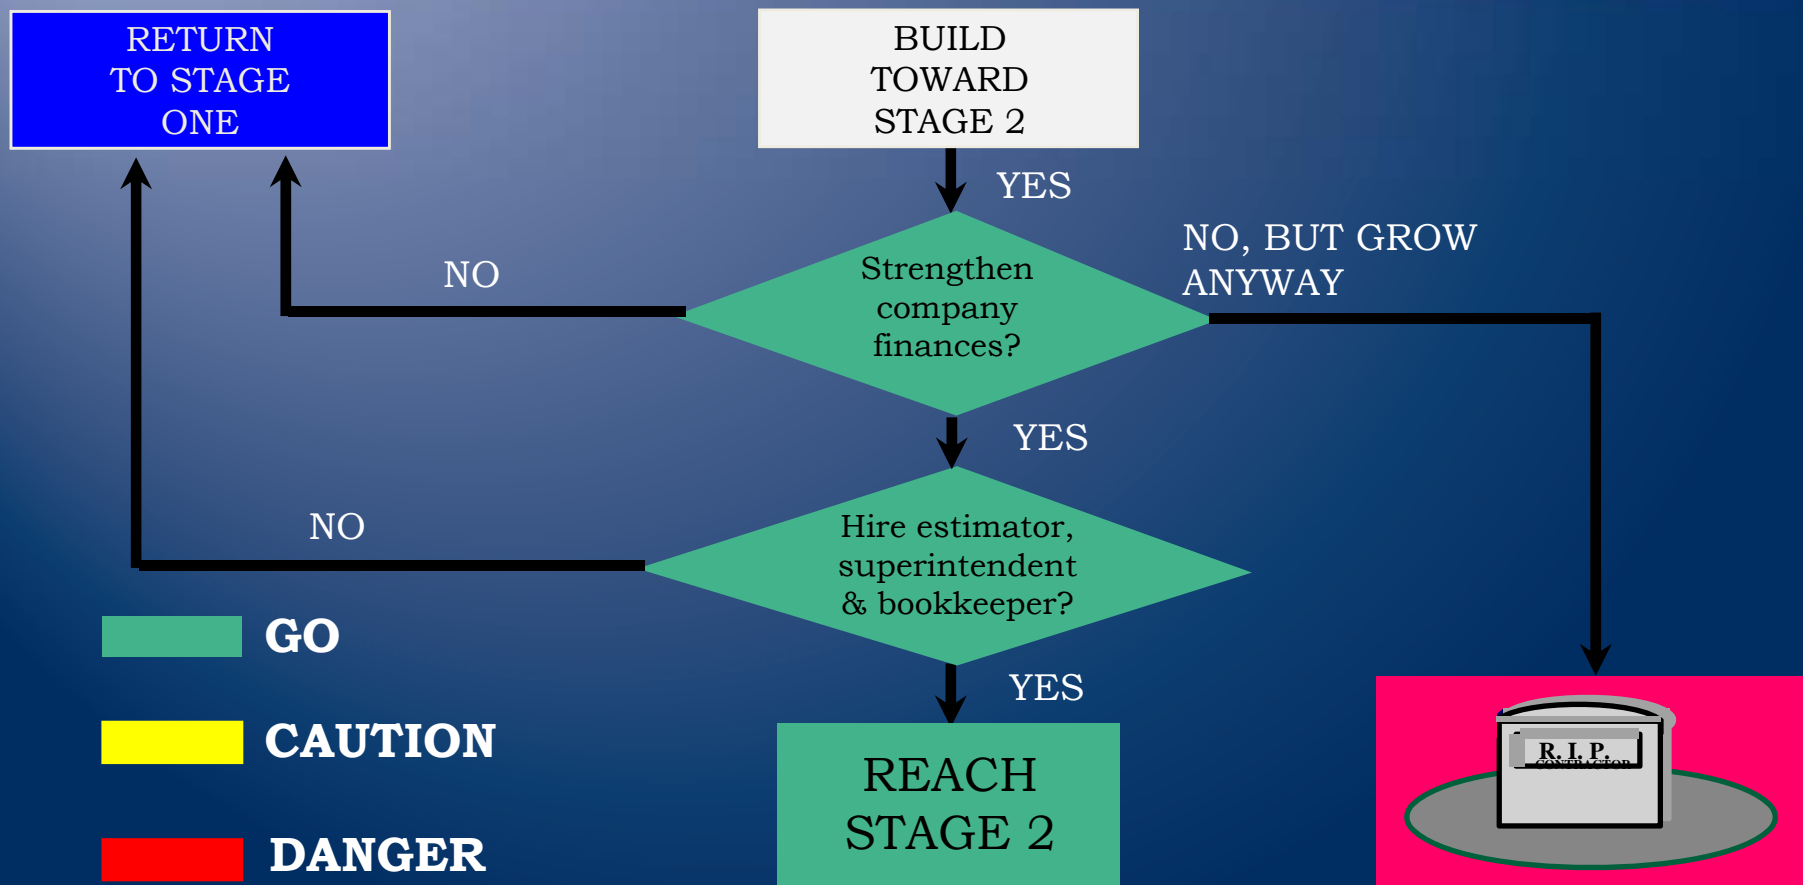 RETURN
TO STAGE
ONE
BUILD
TOWARD
STAGE 2
YES
NO, BUT GROW
ANYWAY
NO
Strengthen
company
finances?
YES
NO
Hire estimator,
superintendent
& bookkeeper?
GO
YES
CAUTION
REACH
STAGE 2
R. I. P.
CONTRACTOR
DANGER